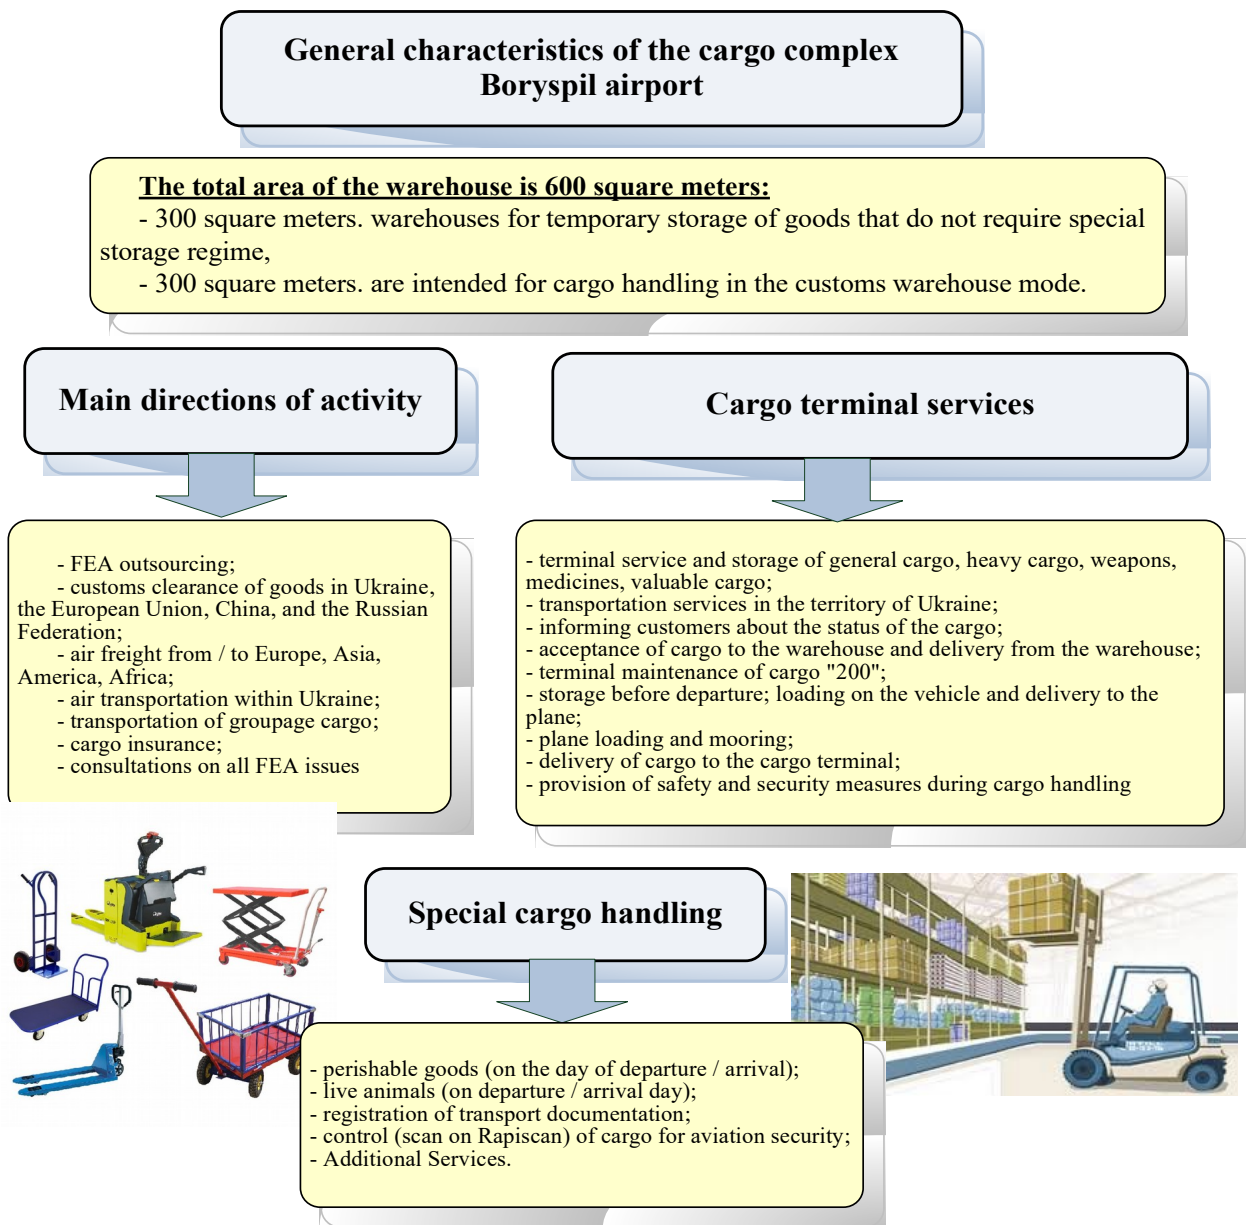 General characteristics of the cargo complex
Boryspil airport
The total area of the warehouse is 600 square meters:
- 300 square meters. warehouses for temporary storage of goods that do not require special
storage regime,
- 300 square meters. are intended for cargo handling in the customs warehouse mode.
Main directions of activity
- FEA outsourcing;
- customs clearance of goods in Ukraine,
the European Union, China, and the Russian
Federation;
- air freight from / to Europe, Asia,
America, Africa;
- air transportation within Ukraine;
- transportation of groupage cargo;
- cargo insurance;
- consultations on all FEA issues
Cargo terminal services
- terminal service and storage of general cargo, heavy cargo, weapons,
medicines, valuable cargo;
- transportation services in the territory of Ukraine;
- informing customers about the status of the cargo;
- acceptance of cargo to the warehouse and delivery from the warehouse;
- terminal maintenance of cargo "200";
- storage before departure; loading on the vehicle and delivery to the
plane;
- plane loading and mooring;
- delivery of cargo to the cargo terminal;
- provision of safety and security measures during cargo handling
Special cargo handling
- perishable goods (on the day of departure / arrival);
- live animals (on departure / arrival day);
- registration of transport documentation;
- control (scan on Rapiscan) of cargo for aviation security;
- Additional Services.